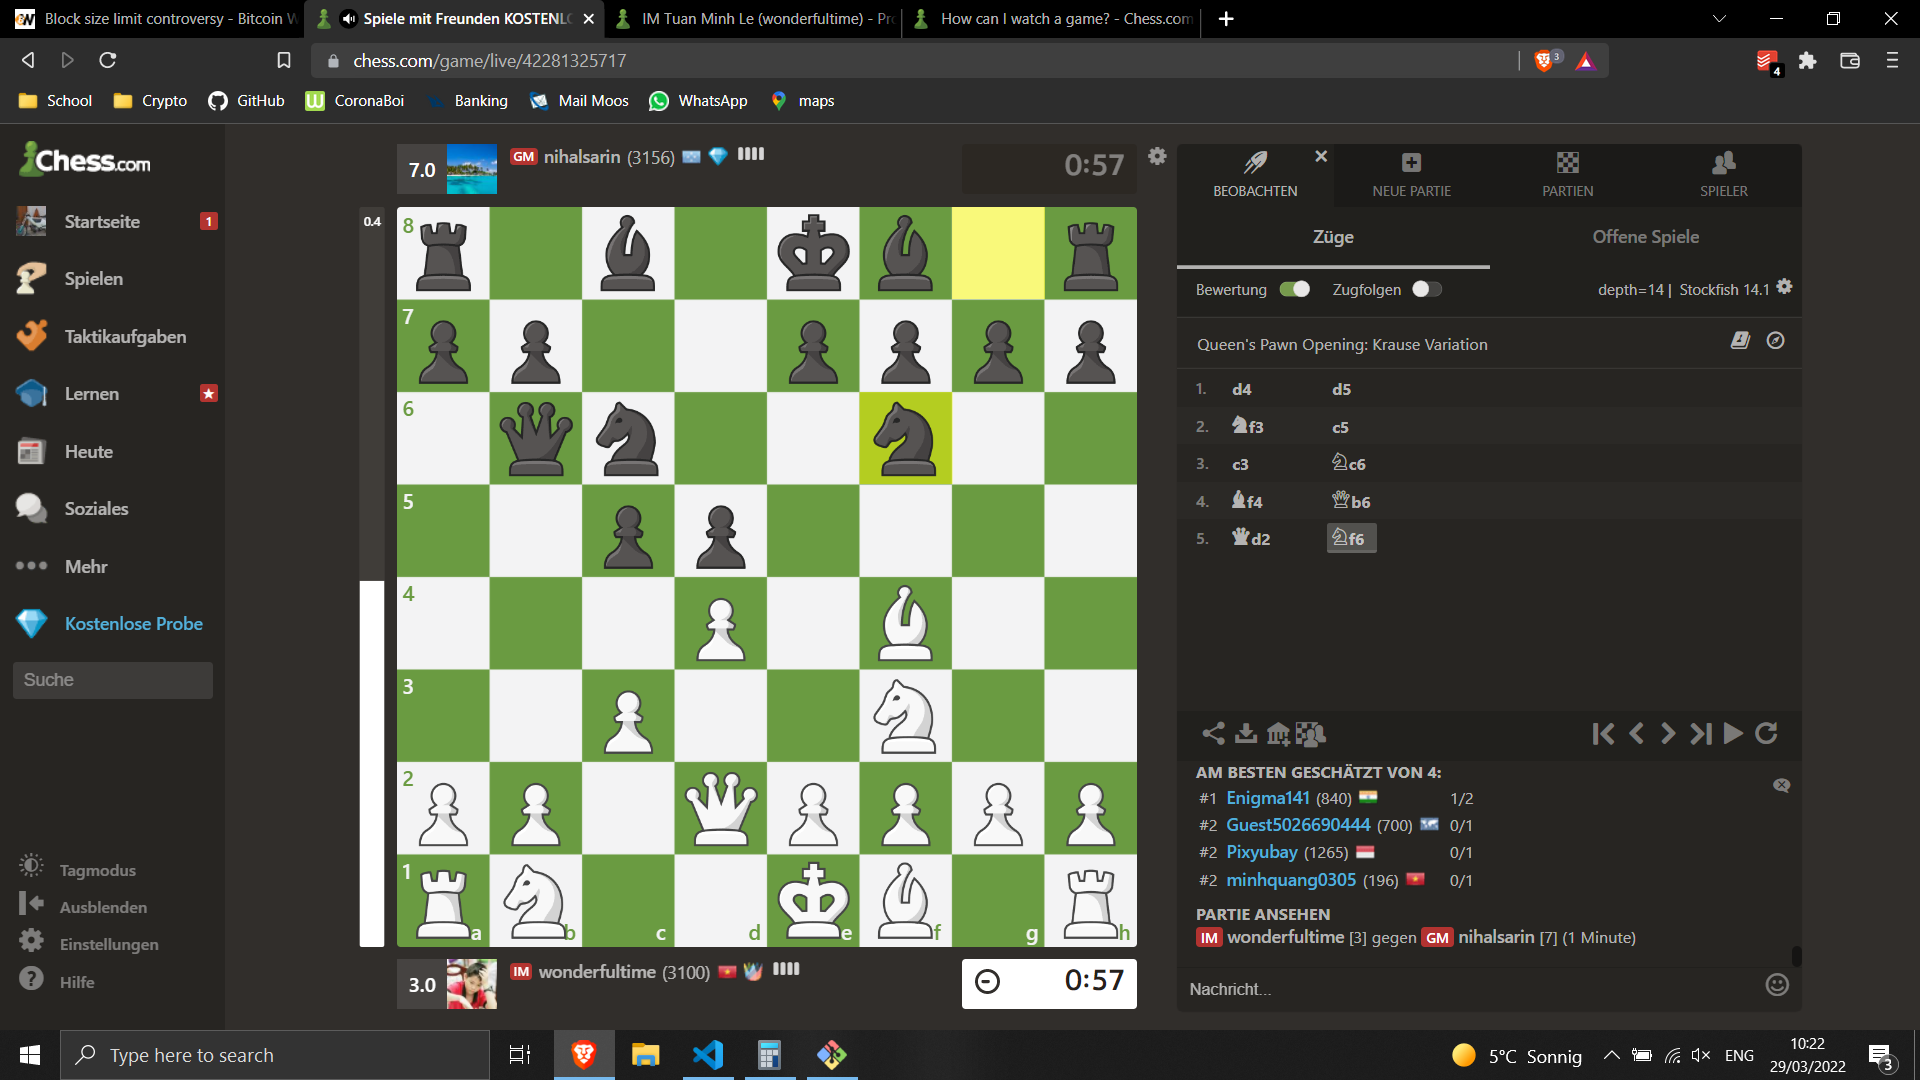 Block size limit controversy - Bitcoin W
Spiele mit Freunden KOSTENLO
IM Tuan Minh Le (wonderfultime) - Pro
How can I watch a game? - Chess.com
chess.com/game/live/42281325717
3
4
School
Crypto
GitHub
CoronaBoi
Banking
Mail Moos
WhatsApp
maps
Chess.com
Startseite
1
Spielen
Taktikaufgaben
Lernen
Heute
Soziales
Mehr
Kostenlose Probe
Suche
Tagmodus
Ausblenden
Einstellungen
Hilfe
7.0
GM nihalsarin (3156)
0:57
0.4
8
7
6
5
4
3
2
1
a b c d e f g h
3.0
IM wonderfultime (3100)
0:57
BEOBACHTEN
NEUE PARTIE
PARTIEN
SPIELER
Züge
Offene Spiele
Bewertung
Zugfolgen
depth=14 | Stockfish 14.1
Queen's Pawn Opening: Krause Variation
1. d4 d5
2. f3 c5
3. c3 c6
4. f4 b6
5. d2 f6
AM BESTEN GESCHÄTZT VON 4:
#1 Enigma141 (840) 1/2
#2 Guest5026690444 (700) 0/1
#2 Pixyubay (1265) 0/1
#2 minhquang0305 (196) 0/1
PARTIE ANSEHEN
IM wonderfultime [3] gegen GM nihalsarin [7] (1 Minute)
Nachricht...
Type here to search
5°C Sonnig
ENG
10:22
29/03/2022
3